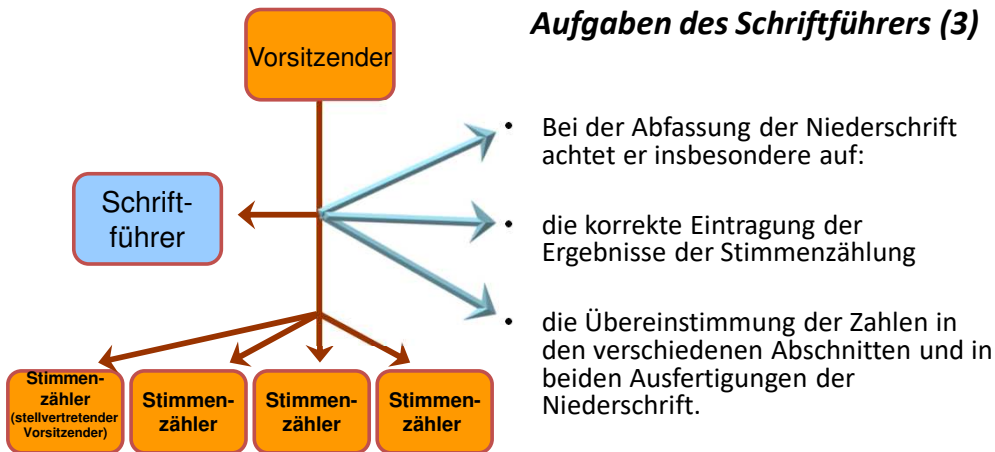 Aufgaben des Schriftführers (3)
Vorsitzender
Schrift-
führer
• Bei der Abfassung der Niederschrift
achtet er insbesondere auf:
• die korrekte Eintragung der
Ergebnisse der Stimmenzählung
• die Übereinstimmung der Zahlen in
den verschiedenen Abschnitten und in
beiden Ausfertigungen der
Niederschrift.
Stimmen-
zähler
(stellvertretender
Vorsitzender)
Stimmen-
zähler
Stimmen-
zähler
Stimmen-
zähler